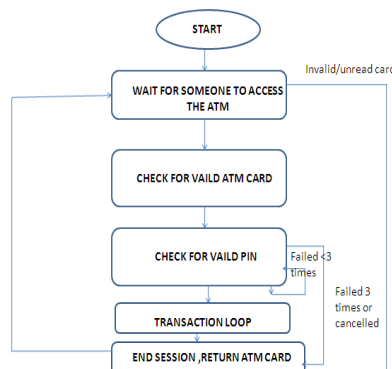 START
Invalid/unread card
WAIT FOR SOMEONE TO ACCESS
THE ATM
CHECK FOR VAILD ATM CARD
CHECK FOR VAILD PIN
Failed <3
times
Failed 3
times or
cancelled
TRANSACTION LOOP
END SESSION ,RETURN ATM CARD